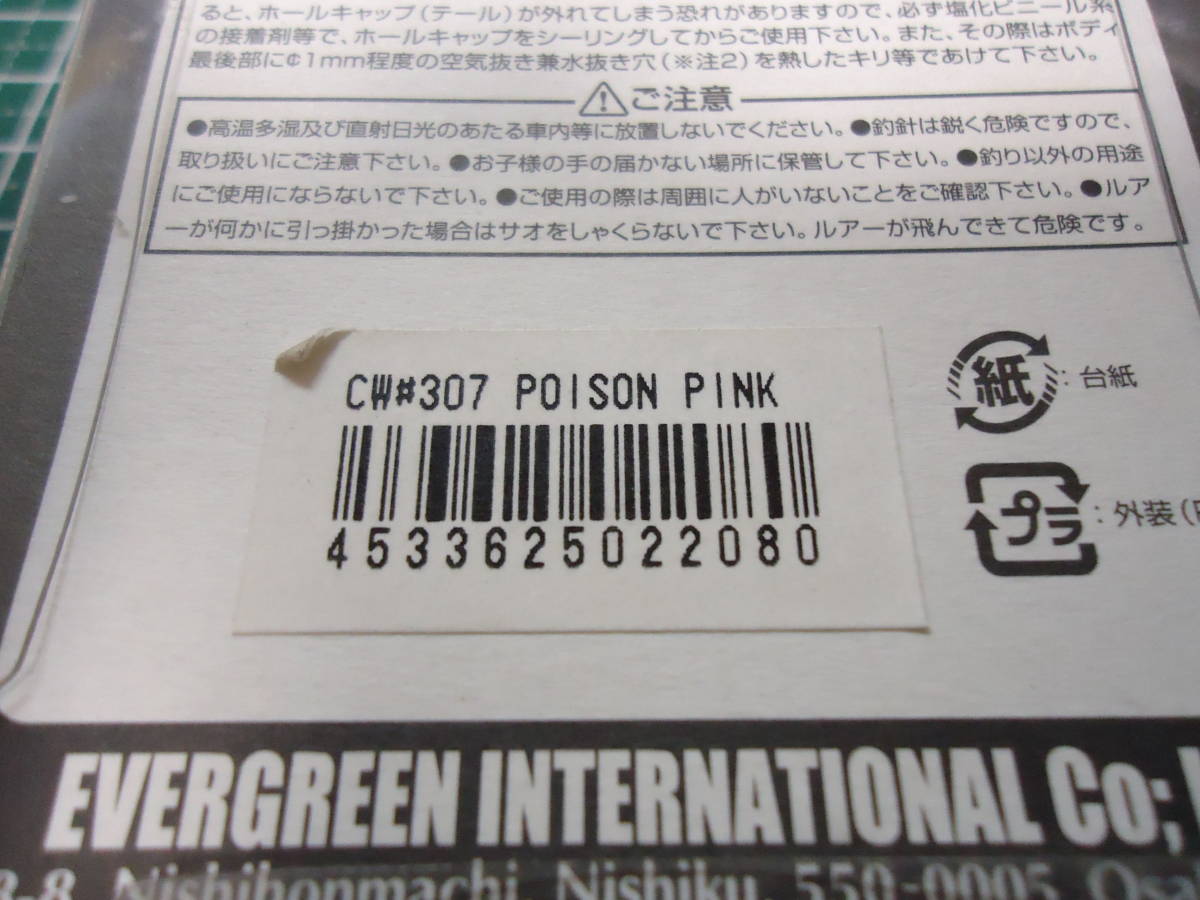 ると、ホールキャップ(テール)が外れてしまう恐れがありますので、必ず塩化ビニール系
の接着剤等で、ホールキャップをシーリングしてからご使用下さい。また、その際はボディ
最後部に¢1mm程度の空気抜き兼水抜き穴(※注2)を熱したキリ等であけて下さい。
ご注意
●高温多湿及び直射日光のあたる車内等に放置しないでください。●釣針は鋭く危険ですので、
取り扱いにご注意下さい。●お子様の手の届かない場所に保管して下さい。●釣り以外の用途
にご使用にならないで下さい。●ご使用の際は周囲に人がいないことをご確認下さい。●ルア
ーが何かに引っ掛かった場合はサオをしゃくらないで下さい。ルアーが飛んできて危険です。
CW#307 POISON PINK
4533625022080
紙:台紙
プラ:外装(
EVERGREEN INTERNATIONAL Co;
3-8 Nishihonmachi, Nishiku, 550-0005, Osa